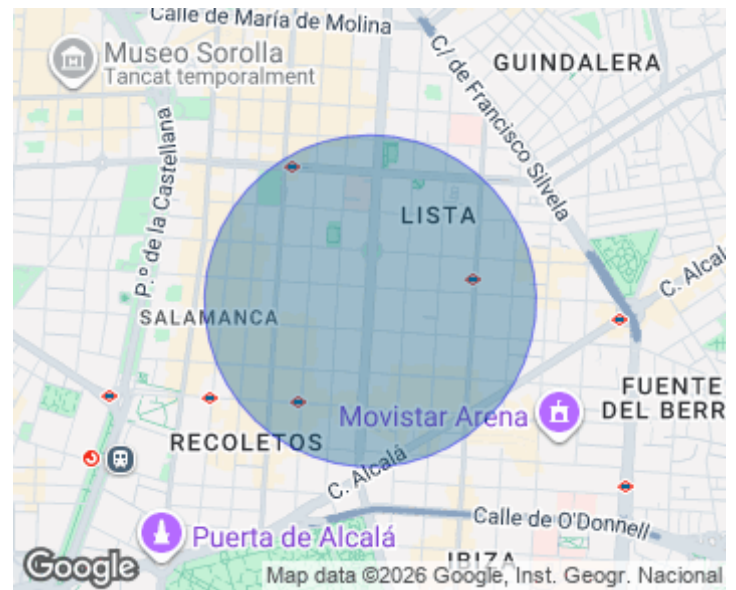 Calle de María de Molina
Museo Sorolla
Tancat temporalment
GUINDALERA
C/ de Francisco Silvela
P.º de la Castellana
LISTA
C. Alcal
SALAMANCA
FUENTE
DEL BERR
Movistar Arena
RECOLETOS
C. Alcalá
Calle de O'Donnell
Puerta de Alcalá
IBIZA
Google
Map data ©2026 Google, Inst. Geogr. Nacional